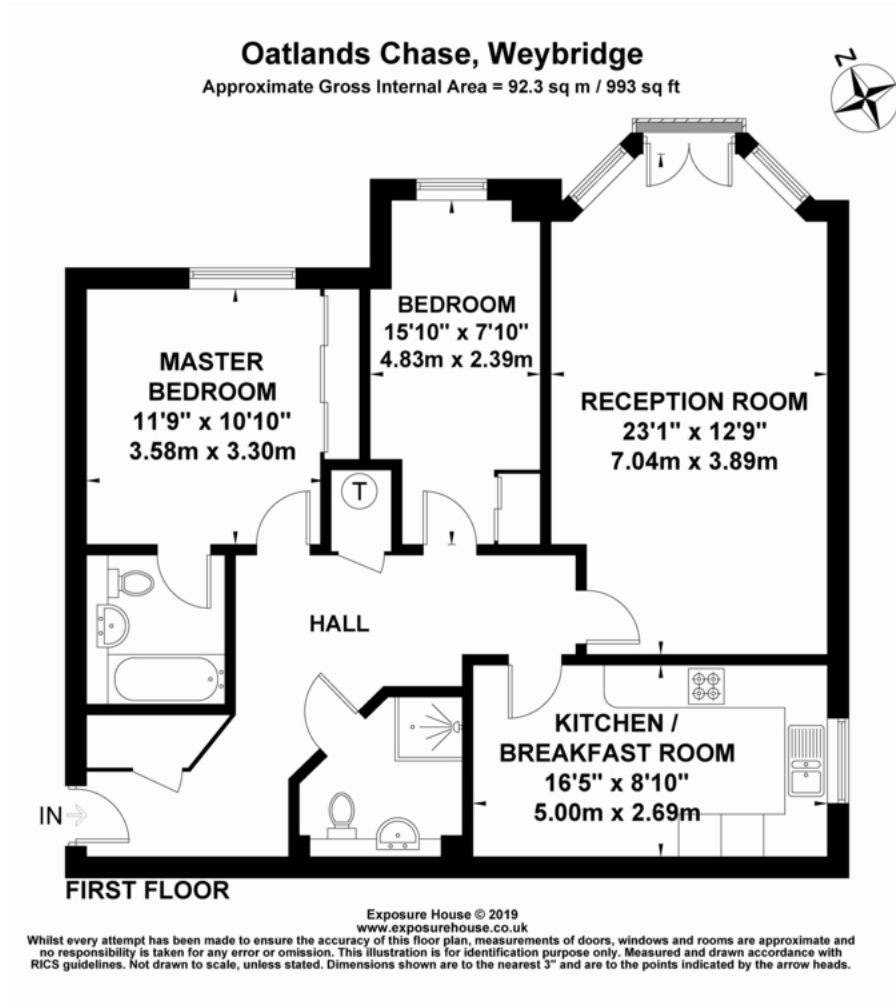 Oatlands Chase, Weybridge
Approximate Gross Internal Area = 92.3 sq m / 993 sq ft
N
BEDROOM
15'10" x 7'10"
4.83m x 2.39m
MASTER
BEDROOM
11'9" x 10'10"
3.58m x 3.30m
RECEPTION ROOM
23'1" x 12'9"
7.04m x 3.89m
T
HALL
KITCHEN /
BREAKFAST ROOM
16'5" x 8'10"
5.00m x 2.69m
IN
FIRST FLOOR
Exposure House © 2019
www.exposurehouse.co.uk
Whilst every attempt has been made to ensure the accuracy of this floor plan, measurements of doors, windows and rooms are approximate and
no responsibility is taken for any error or omission. This illustration is for identification purpose only. Measured and drawn accordance with
RICS guidelines. Not drawn to scale, unless stated. Dimensions shown are to the nearest 3" and are to the points indicated by the arrow heads.